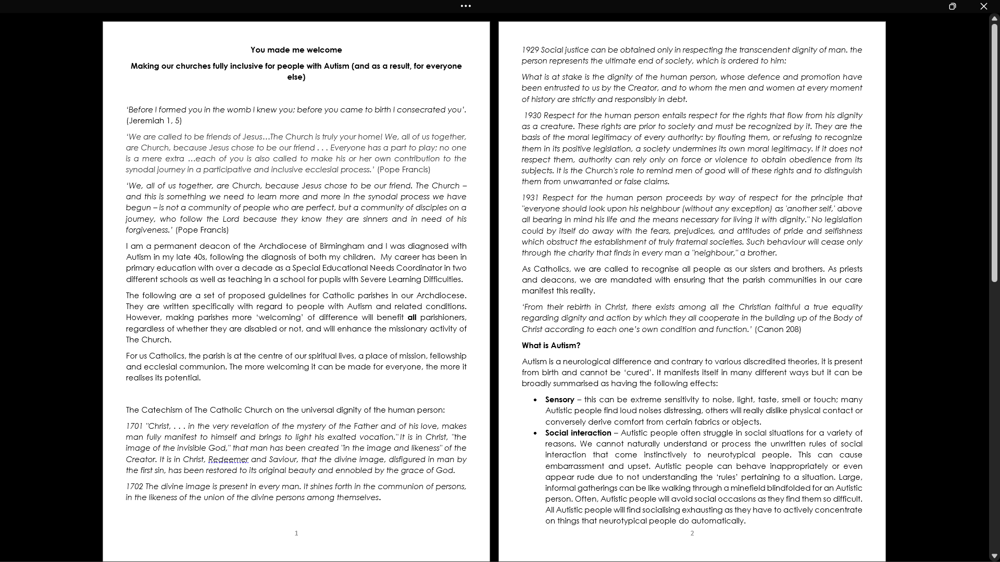 You made me welcome
Making our churches fully inclusive for people with Autism (and as a result, for everyone
else)
‘Before I formed you in the womb I knew you; before you came to birth I consecrated you’.
(Jeremiah 1, 5)
‘We are called to be friends of Jesus…The Church is truly your home! We, all of us together,
are Church, because Jesus chose to be our friend . . . Everyone has a part to play; no one
is a mere extra …each of you is also called to make his or her own contribution to the
synodal journey in a participative and inclusive ecclesial process.’ (Pope Francis)
‘We, all of us together, are Church, because Jesus chose to be our friend. The Church –
and this is something we need to learn more and more in the synodal process we have
begun – is not a community of people who are perfect, but a community of disciples on a
journey, who follow the Lord because they know they are sinners and in need of his
forgiveness.’ (Pope Francis)
I am a permanent deacon of the Archdiocese of Birmingham and I was diagnosed with
Autism in my late 40s, following the diagnosis of both my children.  My career has been in
primary education with over a decade as a Special Educational Needs Coordinator in two
different schools as well as teaching in a school for pupils with Severe Learning Difficulties.
The following are a set of proposed guidelines for Catholic parishes in our Archdiocese.
They are written specifically with regard to people with Autism and related conditions.
However, making parishes more ‘welcoming’ of difference will benefit all parishioners,
regardless of whether they are disabled or not, and will enhance the missionary activity of
The Church.
For us Catholics, the parish is at the centre of our spiritual lives, a place of mission, fellowship
and ecclesial communion. The more welcoming it can be made for everyone, the more it
realises its potential.
The Catechism of The Catholic Church on the universal dignity of the human person:
1701 "Christ, . . . in the very revelation of the mystery of the Father and of his love, makes
man fully manifest to himself and brings to light his exalted vocation." It is in Christ, "the
image of the invisible God," that man has been created "in the image and likeness" of the
Creator. It is in Christ, Redeemer and Saviour, that the divine image, disfigured in man by
the first sin, has been restored to its original beauty and ennobled by the grace of God.
1702 The divine image is present in every man. It shines forth in the communion of persons,
in the likeness of the union of the divine persons among themselves.
1
1929 Social justice can be obtained only in respecting the transcendent dignity of man. the
person represents the ultimate end of society, which is ordered to him:
What is at stake is the dignity of the human person, whose defence and promotion have
been entrusted to us by the Creator, and to whom the men and women at every moment
of history are strictly and responsibly in debt.
1930 Respect for the human person entails respect for the rights that flow from his dignity
as a creature. These rights are prior to society and must be recognized by it. They are the
basis of the moral legitimacy of every authority: by flouting them, or refusing to recognize
them in its positive legislation, a society undermines its own moral legitimacy. If it does not
respect them, authority can rely only on force or violence to obtain obedience from its
subjects. It is the Church's role to remind men of good will of these rights and to distinguish
them from unwarranted or false claims.
1931 Respect for the human person proceeds by way of respect for the principle that
"everyone should look upon his neighbour (without any exception) as 'another self,' above
all bearing in mind his life and the means necessary for living it with dignity." No legislation
could by itself do away with the fears, prejudices, and attitudes of pride and selfishness
which obstruct the establishment of truly fraternal societies. Such behaviour will cease only
through the charity that finds in every man a "neighbour," a brother.
As Catholics, we are called to recognise all people as our sisters and brothers. As priests
and deacons, we are mandated with ensuring that the parish communities in our care
manifest this reality.
‘From their rebirth in Christ, there exists among all the Christian faithful a true equality
regarding dignity and action by which they all cooperate in the building up of the Body of
Christ according to each one’s own condition and function.’ (Canon 208)
What is Autism?
Autism is a neurological difference and contrary to various discredited theories, it is present
from birth and cannot be ‘cured’. It manifests itself in many different ways but it can be
broadly summarised as having the following effects:
• Sensory – this can be extreme sensitivity to noise, light, taste, smell or touch; many
Autistic people find loud noises distressing, others will really dislike physical contact or
conversely derive comfort from certain fabrics or objects.
• Social interaction – Autistic people often struggle in social situations for a variety of
reasons. We cannot naturally understand or process the unwritten rules of social
interaction that come instinctively to neurotypical people. This can cause
embarrassment and upset. Autistic people can behave inappropriately or even
appear rude due to not understanding the ‘rules’ pertaining to a situation. Large,
informal gatherings can be like walking through a minefield blindfolded for an Autistic
person. Often, Autistic people will avoid social occasions as they find them so difficult.
All Autistic people will find socialising exhausting as they have to actively concentrate
on things that neurotypical people do automatically.
2